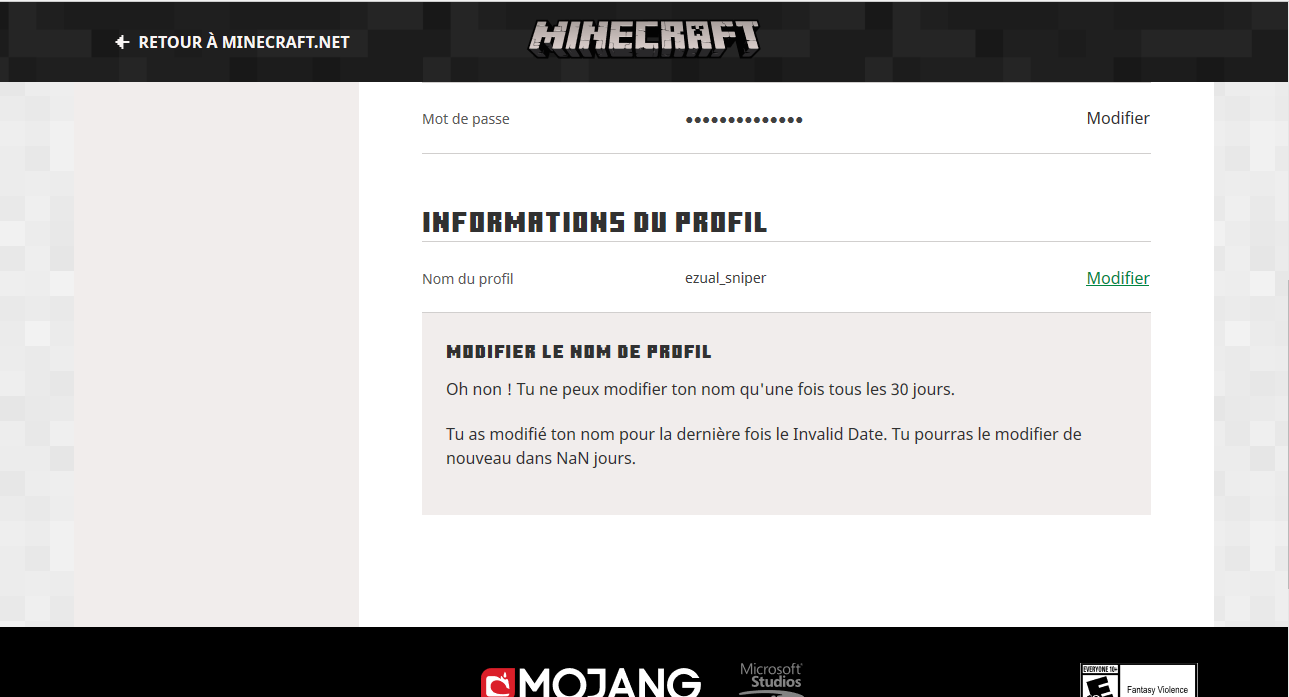 RETOUR À MINECRAFT.NET
MINECRAFT
Mot de passe ●●●●●●●●●●●●●● Modifier
INFORMATIONS DU PROFIL
Nom du profil ezual_sniper Modifier
MODIFIER LE NOM DE PROFIL
Oh non ! Tu ne peux modifier ton nom qu'une fois tous les 30 jours.
Tu as modifié ton nom pour la dernière fois le Invalid Date. Tu pourras le modifier de
nouveau dans NaN jours.
MOJANG
Microsoft
Studios
EVERYONE 10+
E
Fantasy Violence